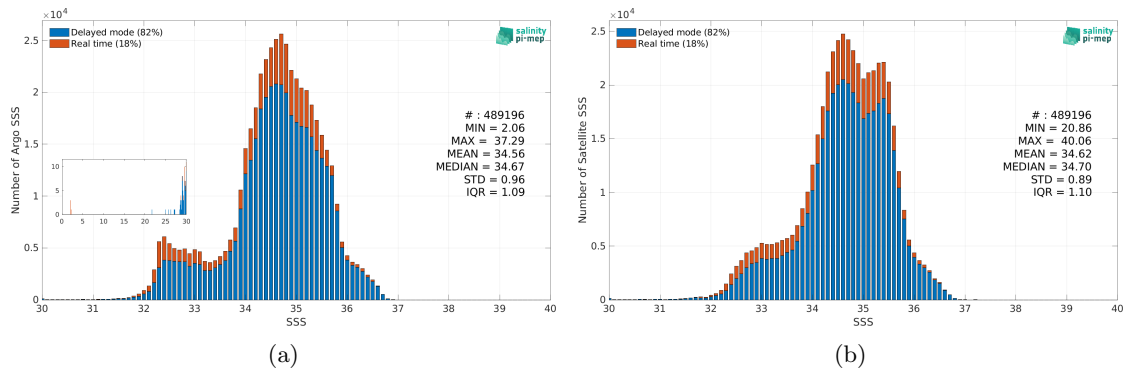 ×10⁴
Delayed mode (82%)
Real time (18%)
salinity
pi-mep
2.5
2
1.5
1
0.5
0
Number of Argo SSS
# : 489196
MIN = 2.06
MAX = 37.29
MEAN = 34.56
MEDIAN = 34.67
STD = 0.96
IQR = 1.09
10
5
0
0 5 10 15 20 25 30
30 31 32 33 34 35 36 37 38 39 40
SSS
(a)
×10⁴
Delayed mode (82%)
Real time (18%)
salinity
pi-mep
2.5
2
1.5
1
0.5
0
Number of Satellite SSS
# : 489196
MIN = 20.86
MAX = 40.06
MEAN = 34.62
MEDIAN = 34.70
STD = 0.89
IQR = 1.10
30 31 32 33 34 35 36 37 38 39 40
SSS
(b)